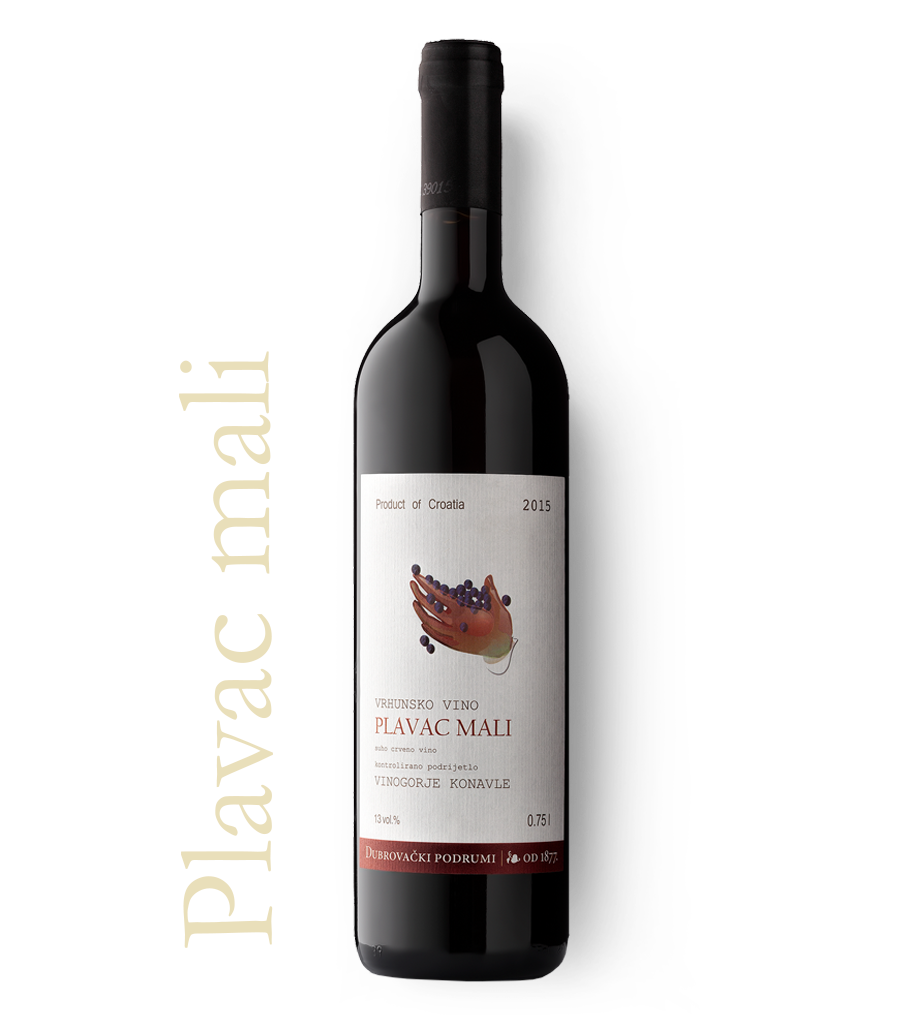 Plavac mali
39015
Product of Croatia
2015
VRHUNSKO VINO
PLAVAC MALI
suho crveno vino
kontrolirano podrijetlo
VINOGORJE KONAVLE
13 vol.%
0.75 l
DUBROVAČKI PODRUMI | OD 1877.